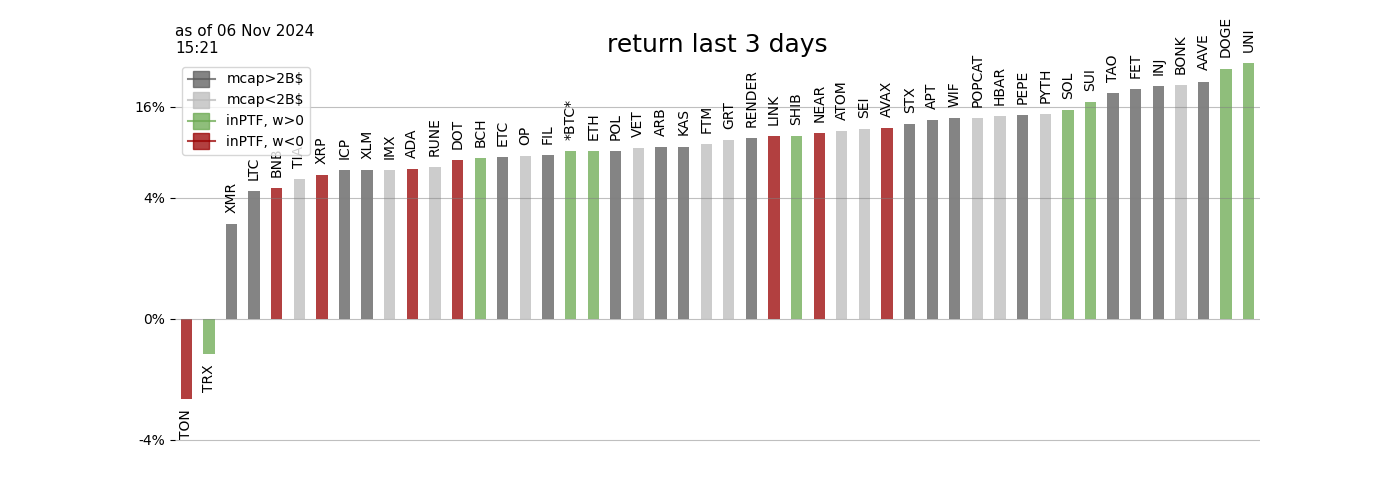 as of 06 Nov 2024
15:21
return last 3 days
mcap>2B$
mcap<2B$
inPTF, w>0
inPTF, w<0
16%
4%
0%
-4%
TON
TRX
XMR
LTC
BNB
TIA
XRP
ICP
XLM
IMX
ADA
RUNE
DOT
BCH
ETC
OP
FIL
*BTC*
ETH
POL
VET
ARB
KAS
FTM
GRT
RENDER
LINK
SHIB
NEAR
ATOM
SEI
AVAX
STX
APT
WIF
POPCAT
HBAR
PEPE
PYTH
SOL
SUI
TAO
FET
INJ
BONK
AAVE
DOGE
UNI